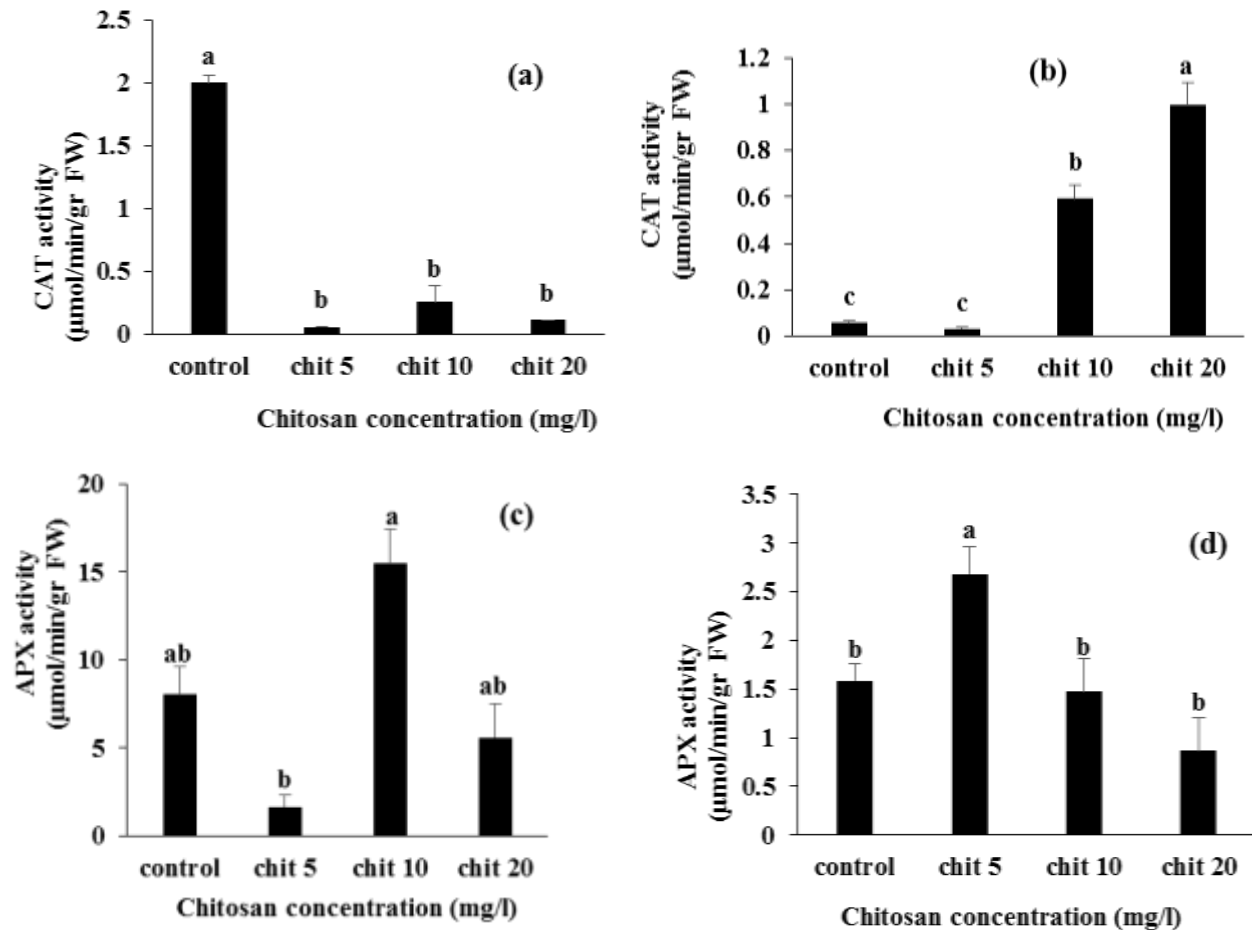 2.5
2
1.5
1
0.5
0
CAT activity
(µmol/min/gr FW)
a
b
b
b
(a)
control chit 5 chit 10 chit 20
Chitosan concentration (mg/l)
1.2
1
0.8
0.6
0.4
0.2
0
CAT activity
(µmol/min/gr FW)
c
c
b
a
(b)
control chit 5 chit 10 chit 20
Chitosan concentration (mg/l)
20
15
10
5
0
APX activity
(µmol/min/gr FW)
ab
b
a
ab
(c)
control chit 5 chit 10 chit 20
Chitosan concentration (mg/l)
3.5
3
2.5
2
1.5
1
0.5
0
APX activity
(µmol/min/gr FW)
b
a
b
b
(d)
control chit 5 chit 10 chit 20
Chitosan concentration (mg/l)